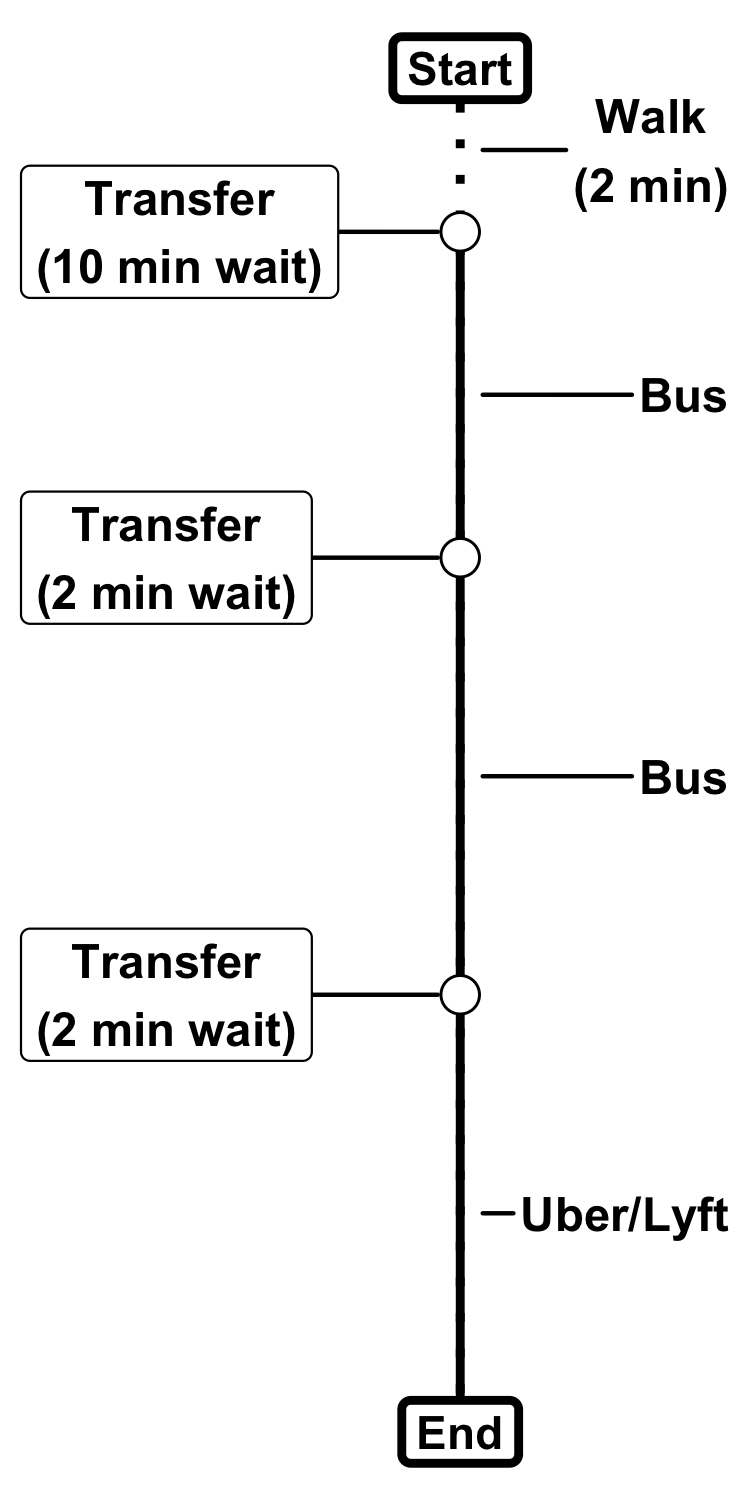 Start
Walk
(2 min)
Transfer
(10 min wait)
Bus
Transfer
(2 min wait)
Bus
Transfer
(2 min wait)
Uber/Lyft
End